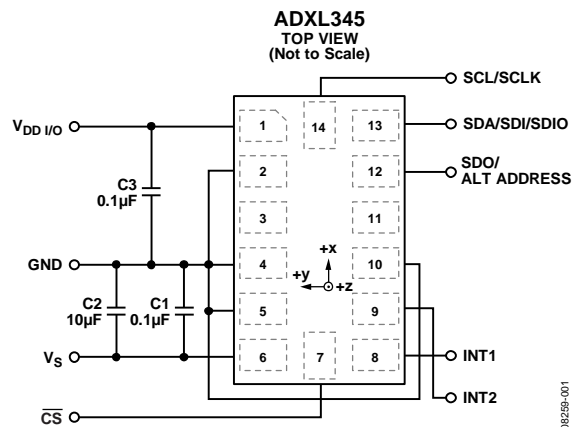 ADXL345
TOP VIEW
(Not to Scale)
SCL/SCLK
VDD I/O
1
14
13
SDA/SDI/SDIO
2
12
SDO/
ALT ADDRESS
C3
0.1µF
3
11
+x
GND
4
10
+y
+z
C2
10µF
C1
0.1µF
5
9
VS
6
7
8
INT1
INT2
CS
08259-001